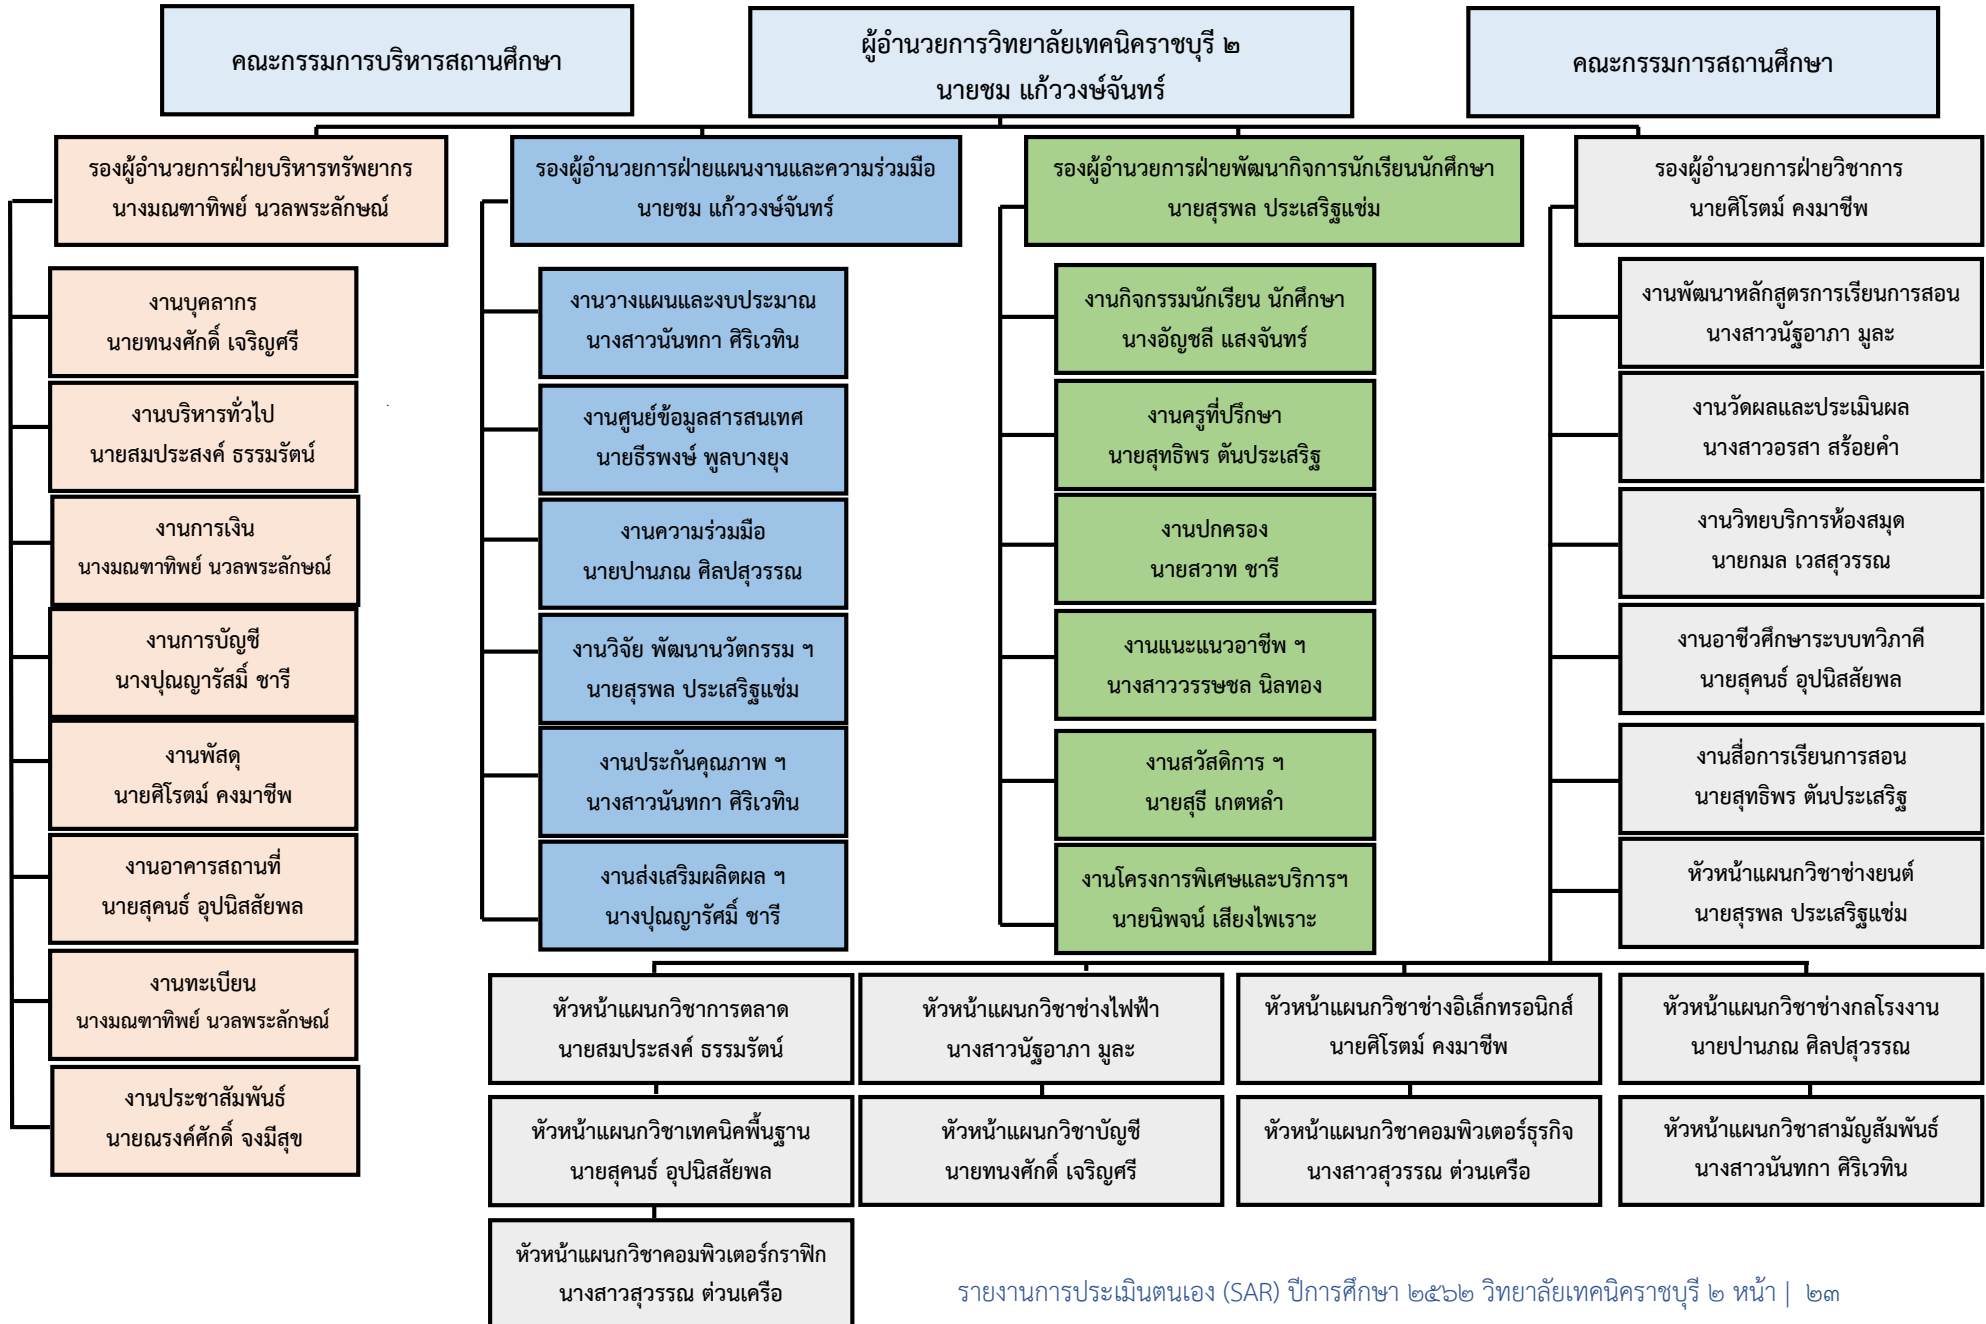 คณะกรรมการบริหารสถานศึกษา
ผู้อำนวยการวิทยาลัยเทคนิคราชบุรี ๒
นายชม แก้ววงษ์จันทร์
คณะกรรมการสถานศึกษา
รองผู้อำนวยการฝ่ายบริหารทรัพยากร
นางมณฑาทิพย์ นวลพระลักษณ์
งานบุคลากร
นายทนงศักดิ์ เจริญศรี
งานบริหารทั่วไป
นายสมประสงค์ ธรรมรัตน์
งานการเงิน
นางมณฑาทิพย์ นวลพระลักษณ์
งานการบัญชี
นางปุณญารัสมิ์ ชารี
งานพัสดุ
นายศิโรตม์ คงมาชีพ
งานอาคารสถานที่
นายสุคนธ์ อุปนิสสัยพล
งานทะเบียน
นางมณฑาทิพย์ นวลพระลักษณ์
งานประชาสัมพันธ์
นายณรงค์ศักดิ์ จงมีสุข
รองผู้อำนวยการฝ่ายแผนงานและความร่วมมือ
นายชม แก้ววงษ์จันทร์
งานวางแผนและงบประมาณ
นางสาวนันทกา ศิริเวทิน
งานศูนย์ข้อมูลสารสนเทศ
นายธีรพงษ์ พูลบางยุง
งานความร่วมมือ
นายปานภณ ศิลปสุวรรณ
งานวิจัย พัฒนานวัตกรรม ฯ
นายสุรพล ประเสริฐแช่ม
งานประกันคุณภาพ ฯ
นางสาวนันทกา ศิริเวทิน
งานส่งเสริมผลิตผล ฯ
นางปุณญารัศมิ์ ชารี
รองผู้อำนวยการฝ่ายพัฒนากิจการนักเรียนนักศึกษา
นายสุรพล ประเสริฐแช่ม
งานกิจกรรมนักเรียน นักศึกษา
นางอัญชลี แสงจันทร์
งานครูที่ปรึกษา
นายสุทธิพร ตันประเสริฐ
งานปกครอง
นายสวาท ชารี
งานแนะแนวอาชีพ ฯ
นางสาววรรษชล นิลทอง
งานสวัสดิการ ฯ
นายสุธี เกตหลำ
งานโครงการพิเศษและบริการฯ
นายนิพจน์ เสียงไพเราะ
รองผู้อำนวยการฝ่ายวิชาการ
นายศิโรตม์ คงมาชีพ
งานพัฒนาหลักสูตรการเรียนการสอน
นางสาวนัฐอาภา มูละ
งานวัดผลและประเมินผล
นางสาวอรสา สร้อยคำ
งานวิทยบริการห้องสมุด
นายกมล เวสสุวรรณ
งานอาชีวศึกษาระบบทวิภาคี
นายสุคนธ์ อุปนิสสัยพล
งานสื่อการเรียนการสอน
นายสุทธิพร ตันประเสริฐ
หัวหน้าแผนกวิชาช่างยนต์
นายสุรพล ประเสริฐแช่ม
หัวหน้าแผนกวิชาการตลาด
นายสมประสงค์ ธรรมรัตน์
หัวหน้าแผนกวิชาช่างไฟฟ้า
นางสาวนัฐอาภา มูละ
หัวหน้าแผนกวิชาช่างอิเล็กทรอนิกส์
นายศิโรตม์ คงมาชีพ
หัวหน้าแผนกวิชาช่างกลโรงงาน
นายปานภณ ศิลปสุวรรณ
หัวหน้าแผนกวิชาเทคนิคพื้นฐาน
นายสุคนธ์ อุปนิสสัยพล
หัวหน้าแผนกวิชาบัญชี
นายทนงศักดิ์ เจริญศรี
หัวหน้าแผนกวิชาคอมพิวเตอร์ธุรกิจ
นางสาวสุวรรณ ต่วนเครือ
หัวหน้าแผนกวิชาสามัญสัมพันธ์
นางสาวนันทกา ศิริเวทิน
หัวหน้าแผนกวิชาคอมพิวเตอร์กราฟิก
นางสาวสุวรรณ ต่วนเครือ
รายงานการประเมินตนเอง (SAR) ปีการศึกษา ๒๕๖๒ วิทยาลัยเทคนิคราชบุรี ๒ หน้า | ๒๓